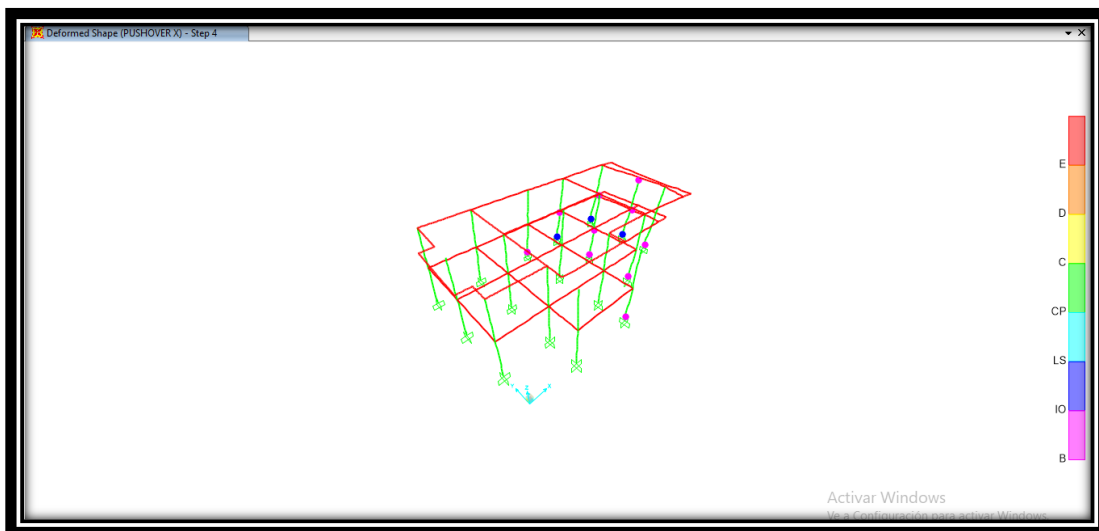 Deformed Shape (PUSHOVER X) - Step 4
E
D
C
CP
LS
IO
B
Z
X
Activar Windows
Ve a Configuración para activar Windows.